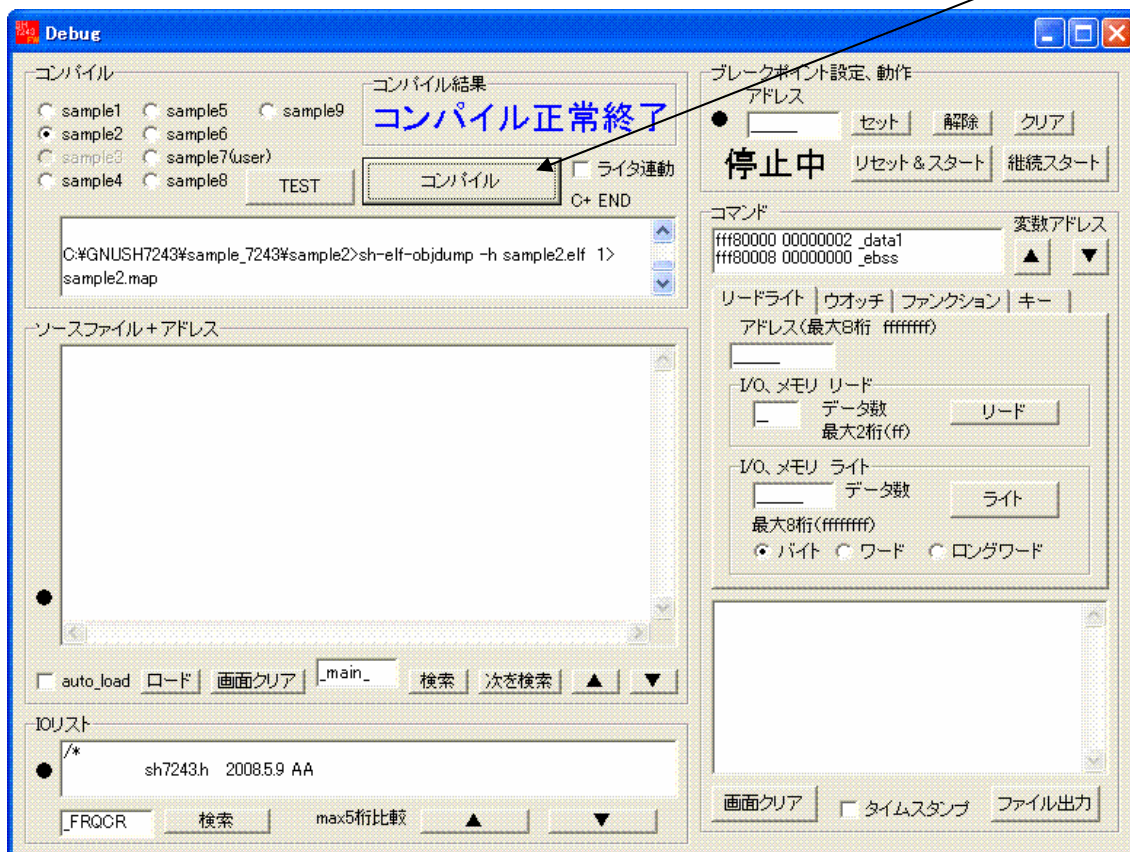 SH
7243
Debug
コンパイル
sample1
sample5
sample9
sample2
sample6
sample3
sample7(user)
sample4
sample8
TEST
コンパイル結果
コンパイル正常終了
コンパイル
ライタ連動
C+ END
C:¥GNUSH7243¥sample_7243¥sample2>sh-elf-objdump -h sample2.elf 1>
sample2.map
ソースファイル+アドレス
auto_load
ロード
画面クリア
_main_
検索
次を検索
▲
▼
IOリスト
/*
sh7243.h 2008.5.9 AA
_FRQCR
検索
max5桁比較
▲
▼
ブレークポイント設定、動作
アドレス
_____
セット
解除
クリア
停止中
リセット&スタート
継続スタート
コマンド
変数アドレス
fff80000 00000002 _data1
fff80008 00000000 _ebss
▲
▼
リードライト
ウオッチ
ファンクション
キー
アドレス(最大8桁 ffffffff)
_____
I/O、メモリ リード
_
データ数
最大2桁(ff)
リード
I/O、メモリ ライト
_____
データ数
ライト
最大8桁(ffffffff)
バイト
ワード
ロングワード
画面クリア
タイムスタンプ
ファイル出力